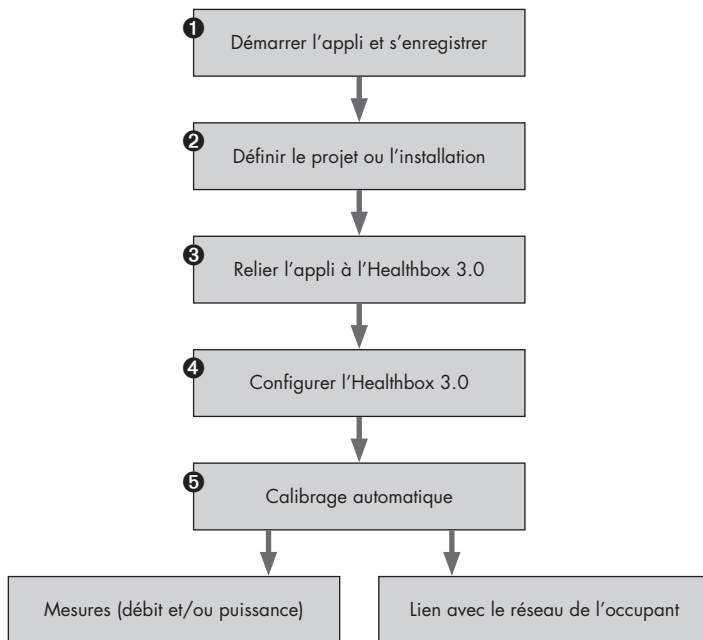 ❶ Démarrer l’appli et s’enregistrer
❷ Définir le projet ou l’installation
❸ Relier l’appli à l’Healthbox 3.0
❹ Configurer l’Healthbox 3.0
❺ Calibrage automatique
Mesures (débit et/ou puissance)
Lien avec le réseau de l’occupant